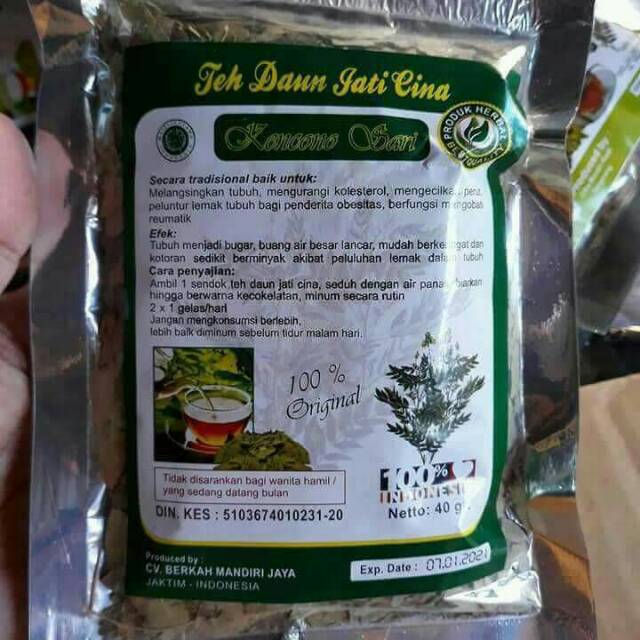 Teh Daun Jati Cina
Koncono Sari
PRODUK HERBAL
BEST QUALITY
Secara tradisional baik untuk:
Melangsingkan tubuh, mengurangi kolesterol, mengecilkan perut,
peluntur lemak tubuh bagi penderita obesitas, berfungsi mengobati
reumatik
Efek:
Tubuh menjadi bugar, buang air besar lancar, mudah berkeringat dan
kotoran sedikit berminyak akibat peluluhan lemak dalam tubuh
Cara penyajian:
Ambil 1 sendok teh daun jati cina, seduh dengan air panas, biarkan
hingga berwarna kecokelatan, minum secara rutin
2 x 1 gelas/hari
Jangan mengkonsumsi berlebih,
lebih baik diminum sebelum tidur malam hari.
100 %
Original
Tidak disarankan bagi wanita hamil /
yang sedang datang bulan
100%
INDONESIA
DIN. KES : 5103674010231-20
Netto: 40 gr.
Produced by :
CV. BERKAH MANDIRI JAYA
JAKTIM - INDONESIA
Exp. Date : 07.01.2021